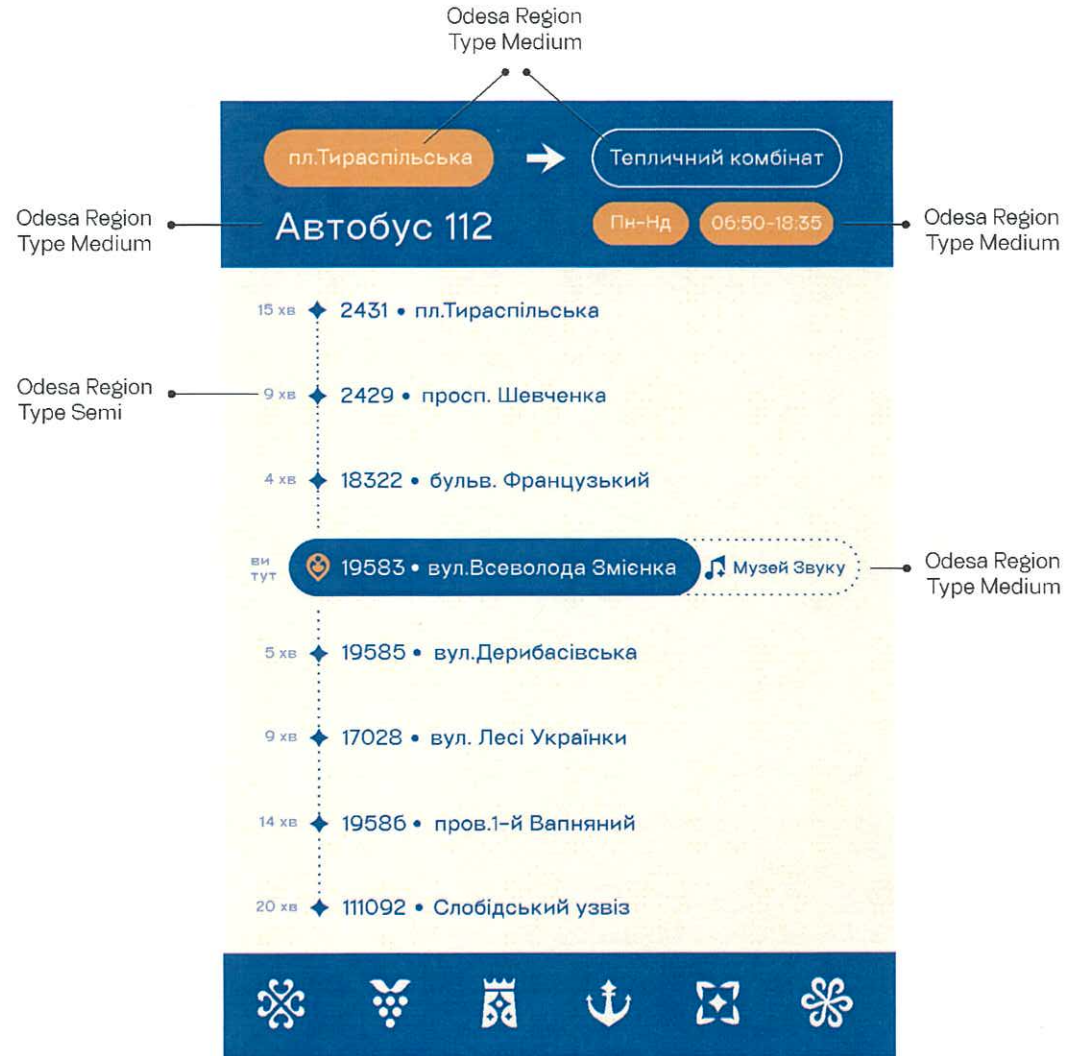 Odesa Region
Type Medium
пл.Тираспільська
Тепличний комбінат
Odesa Region
Type Medium
Автобус 112
Пн-Нд
06:50-18:35
Odesa Region
Type Medium
15 хв 2431 • пл.Тираспільська
Odesa Region
Type Semi
9 хв 2429 • просп. Шевченка
4 хв 18322 • бульв. Французький
ви
тут
19583 • вул.Всеволода Змієнка
Музей Звуку
Odesa Region
Type Medium
5 хв 19585 • вул.Дерибасівська
9 хв 17028 • вул. Лесі Українки
14 хв 19586 • пров.1-й Вапняний
20 хв 111092 • Слобідський узвіз